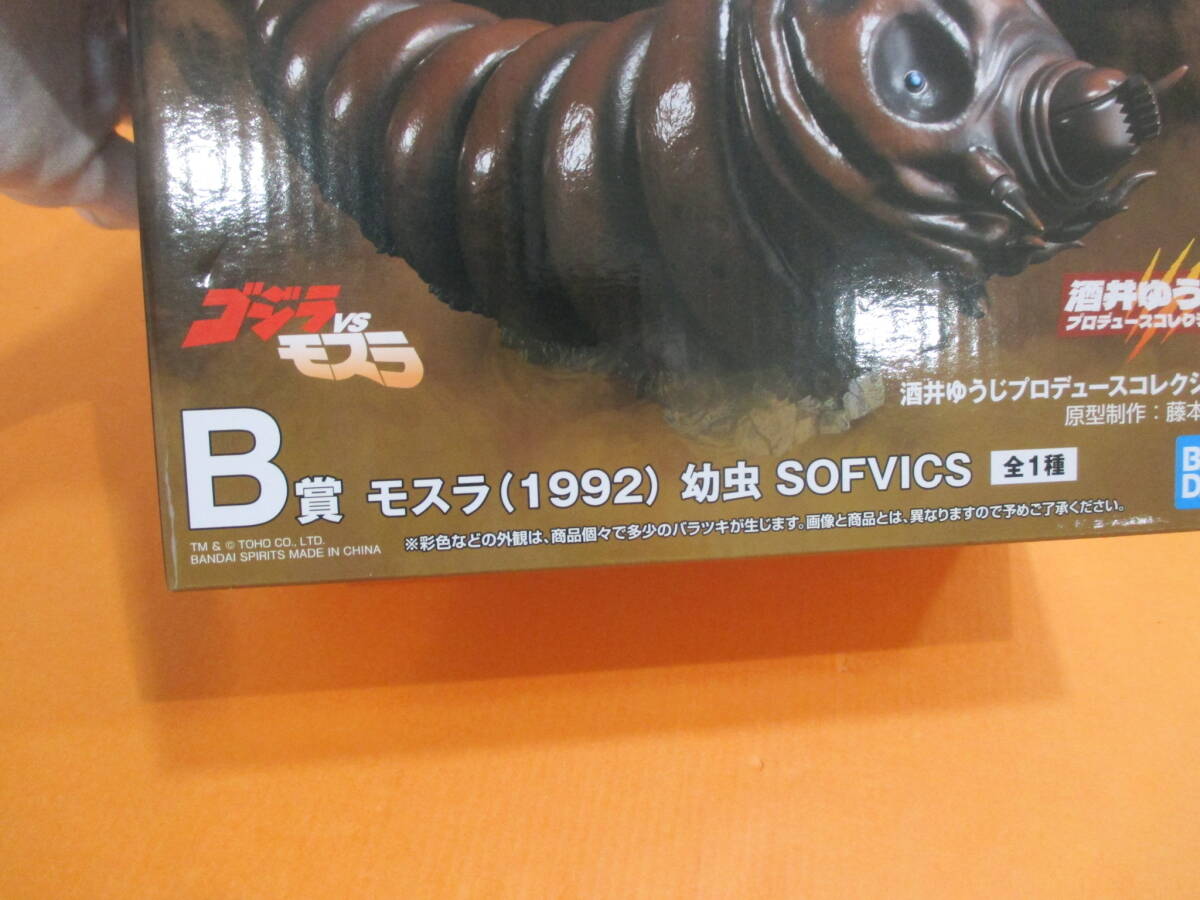 ゴジラVS
モスラ
酒井ゆう
プロデュースコレク
酒井ゆうじプロデュースコレクシ
原型制作：藤本
B賞 モスラ(1992) 幼虫 SOFVICS 全1種
B
D
※彩色などの外観は、商品個々で多少のバラツキが生じます。画像と商品とは、異なりますので予めご了承ください。
TM & © TOHO CO., LTD.
BANDAI SPIRITS MADE IN CHINA